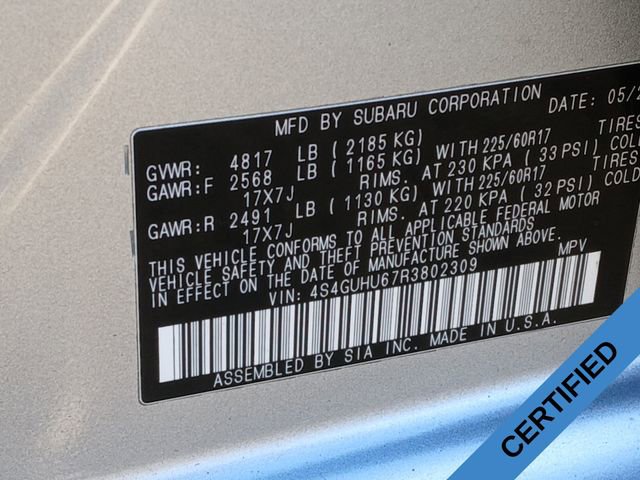 MFD BY SUBARU CORPORATION DATE: 05/2
GVWR: 4817 LB ( 2185 KG)
GAWR:F 2568 LB ( 1165 KG) WITH 225/60R17 TIRES
17X7J RIMS. AT 230 KPA ( 33 PSI) COLD
GAWR:R 2491 LB ( 1130 KG) WITH 225/60R17 TIRES
17X7J RIMS. AT 220 KPA ( 32 PSI) COLD
THIS VEHICLE CONFORMS TO ALL APPLICABLE FEDERAL MOTOR
VEHICLE SAFETY AND THEFT PREVENTION STANDARDS
IN EFFECT ON THE DATE OF MANUFACTURE SHOWN ABOVE.
VIN: 4S4GUHU67R3802309 MPV
ASSEMBLED BY SIA INC. MADE IN U.S.A.
CERTIFIED